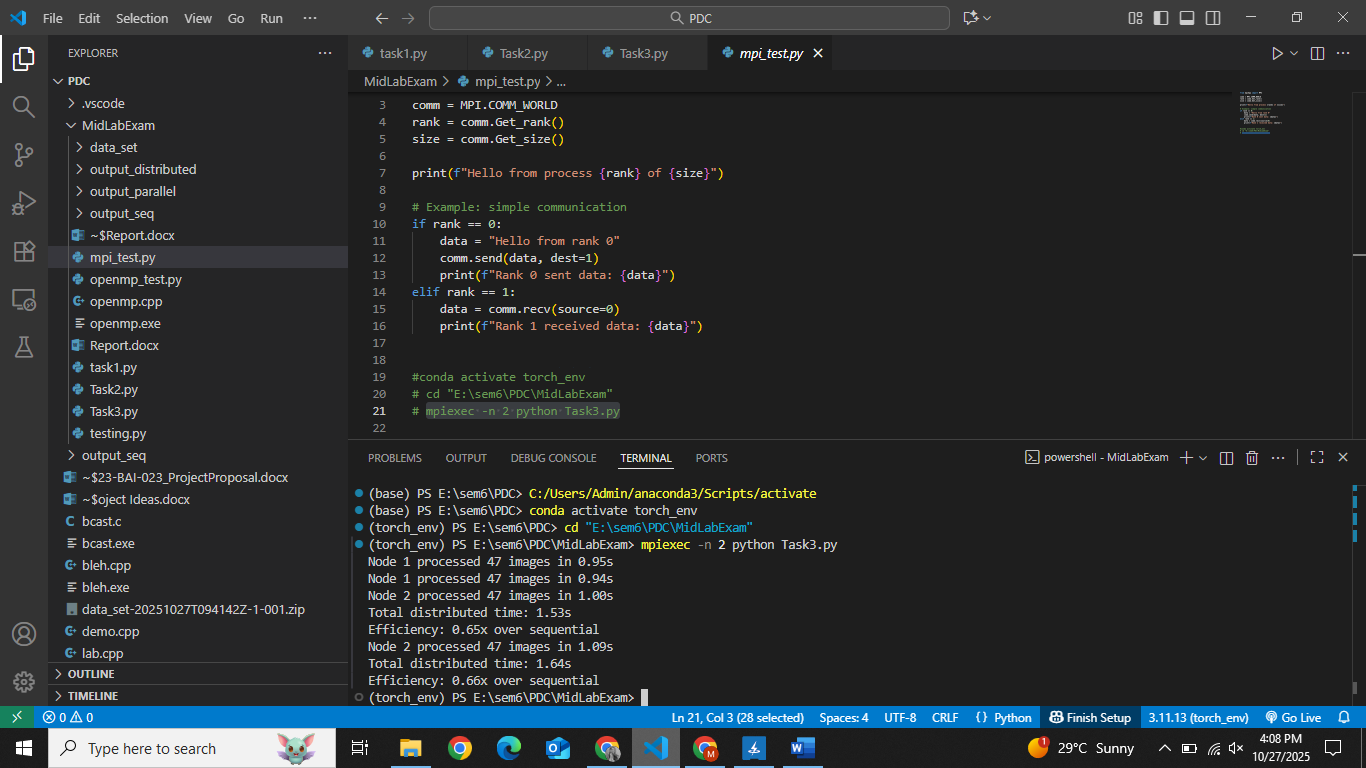 File Edit Selection View Go Run ···
PDC
EXPLORER ···
PDC
.vscode
MidLabExam
data_set
output_distributed
output_parallel
output_seq
~$Report.docx
mpi_test.py
openmp_test.py
openmp.cpp
openmp.exe
Report.docx
task1.py
Task2.py
Task3.py
testing.py
output_seq
~$23-BAI-023_ProjectProposal.docx
~$oject Ideas.docx
bcast.c
bcast.exe
bleh.cpp
bleh.exe
data_set-20251027T094142Z-1-001.zip
demo.cpp
lab.cpp
OUTLINE
TIMELINE
task1.py Task2.py Task3.py mpi_test.py
MidLabExam > mpi_test.py > ...
3 comm = MPI.COMM_WORLD
4 rank = comm.Get_rank()
5 size = comm.Get_size()
6
7 print(f"Hello from process {rank} of {size}")
8
9 # Example: simple communication
10 if rank == 0:
11 data = "Hello from rank 0"
12 comm.send(data, dest=1)
13 print(f"Rank 0 sent data: {data}")
14 elif rank == 1:
15 data = comm.recv(source=0)
16 print(f"Rank 1 received data: {data}")
17
18
19 #conda activate torch_env
20 # cd "E:\sem6\PDC\MidLabExam"
21 # mpiexec -n 2 python Task3.py
22
PROBLEMS OUTPUT DEBUG CONSOLE TERMINAL PORTS
powershell - MidLabExam
(base) PS E:\sem6\PDC> C:/Users/Admin/anaconda3/Scripts/activate
(base) PS E:\sem6\PDC> conda activate torch_env
(torch_env) PS E:\sem6\PDC> cd "E:\sem6\PDC\MidLabExam"
(torch_env) PS E:\sem6\PDC\MidLabExam> mpiexec -n 2 python Task3.py
Node 1 processed 47 images in 0.95s
Node 1 processed 47 images in 0.94s
Node 2 processed 47 images in 1.00s
Total distributed time: 1.53s
Efficiency: 0.65x over sequential
Node 2 processed 47 images in 1.09s
Total distributed time: 1.64s
Efficiency: 0.66x over sequential
(torch_env) PS E:\sem6\PDC\MidLabExam>
0 0 Ln 21, Col 3 (28 selected) Spaces: 4 UTF-8 CRLF {} Python Finish Setup 3.11.13 (torch_env) Go Live
Type here to search
1
29°C Sunny
4:08 PM
10/27/2025